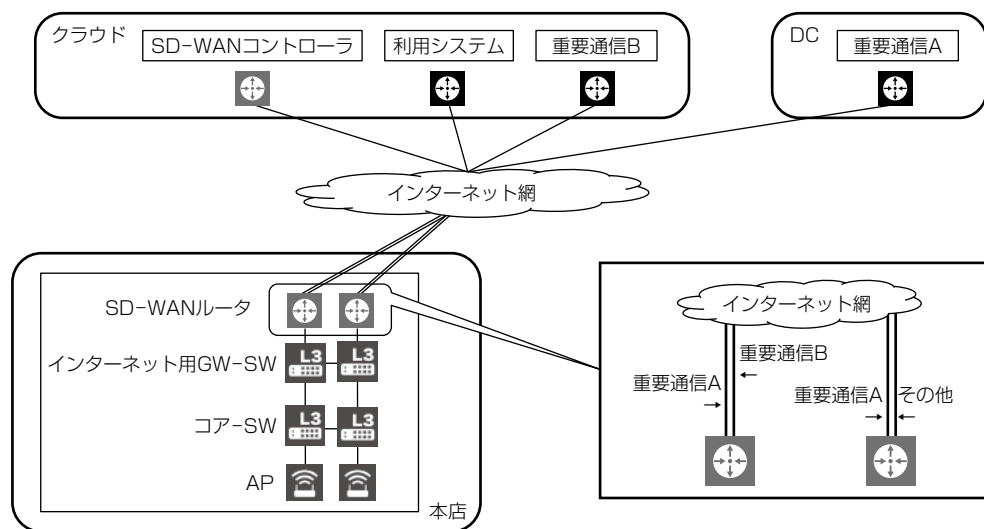 クラウド
SD-WANコントローラ
利用システム
重要通信B
DC
重要通信A
インターネット網
SD-WANルータ
インターネット用GW-SW
L3
L3
コア-SW
L3
L3
AP
本店
インターネット網
重要通信B
重要通信A
重要通信A
その他